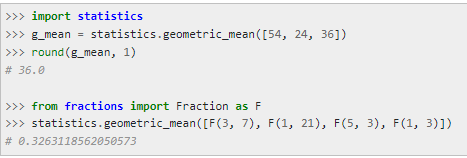 >>> import statistics
>>> g_mean = statistics.geometric_mean([54, 24, 36])
>>> round(g_mean, 1)
# 36.0
>>> from fractions import Fraction as F
>>> statistics.geometric_mean([F(3, 7), F(1, 21), F(5, 3), F(1, 3)])
# 0.3263118562050573